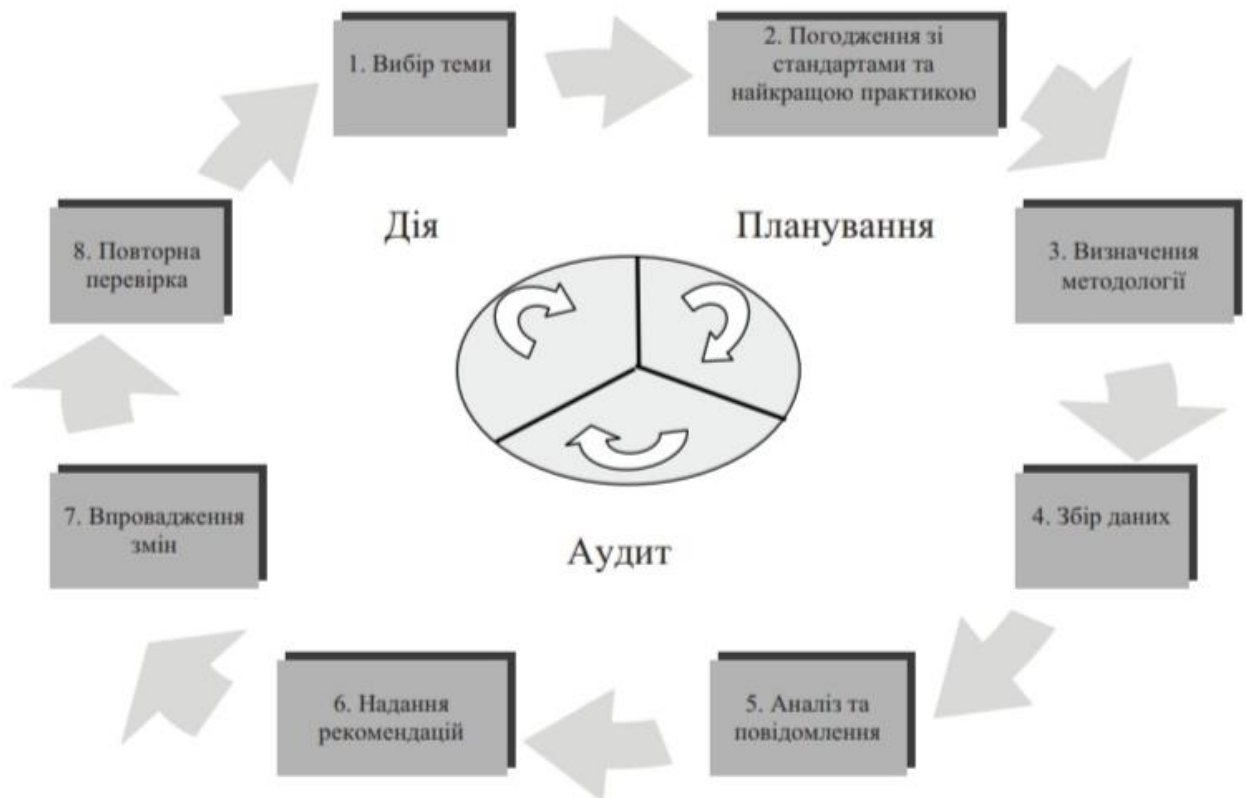 1. Вибір теми
2. Погодження зі
стандартами та
найкращою практикою
3. Визначення
методології
4. Збір даних
5. Аналіз та
повідомлення
6. Надання
рекомендацій
7. Впровадження
змін
8. Повторна
перевірка
Дія
Планування
Аудит